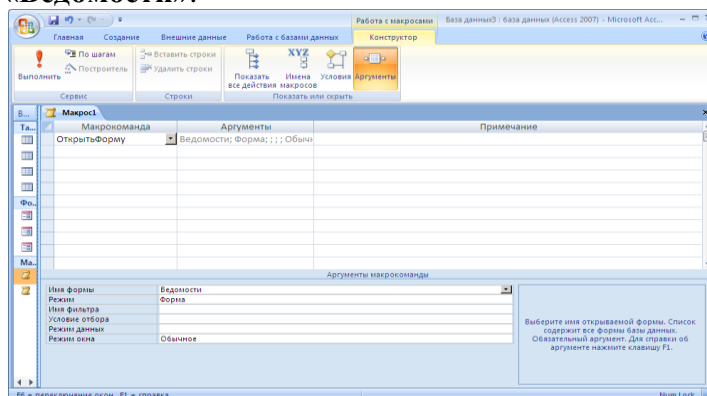 «Ведомости».
Работа с макросами База данных3 : база данных (Access 2007) - Microsoft Acc...
Главная Создание Внешние данные Работа с базами данных Конструктор
Выполнить
По шагам
Построитель
Вставить строки
Удалить строки
Показать все действия
XYZ
Имена макросов
Условия
Аргументы
Сервис Строки Показать или скрыть
В... Макрос1
Та... Макрокоманда Аргументы Примечание
ОткрытьФорму Ведомости; Форма; ; ; ; Обычн
Фо...
Ма...
Аргументы макрокоманды
Имя формы Ведомости
Режим Форма
Имя фильтра
Условие отбора
Режим данных
Режим окна Обычное
Выберите имя открываемой формы. Список
содержит все формы базы данных.
Обязательный аргумент. Для справки об
аргументе нажмите клавишу F1.
F6 = переключение окон. F1 = справка. Num Lock